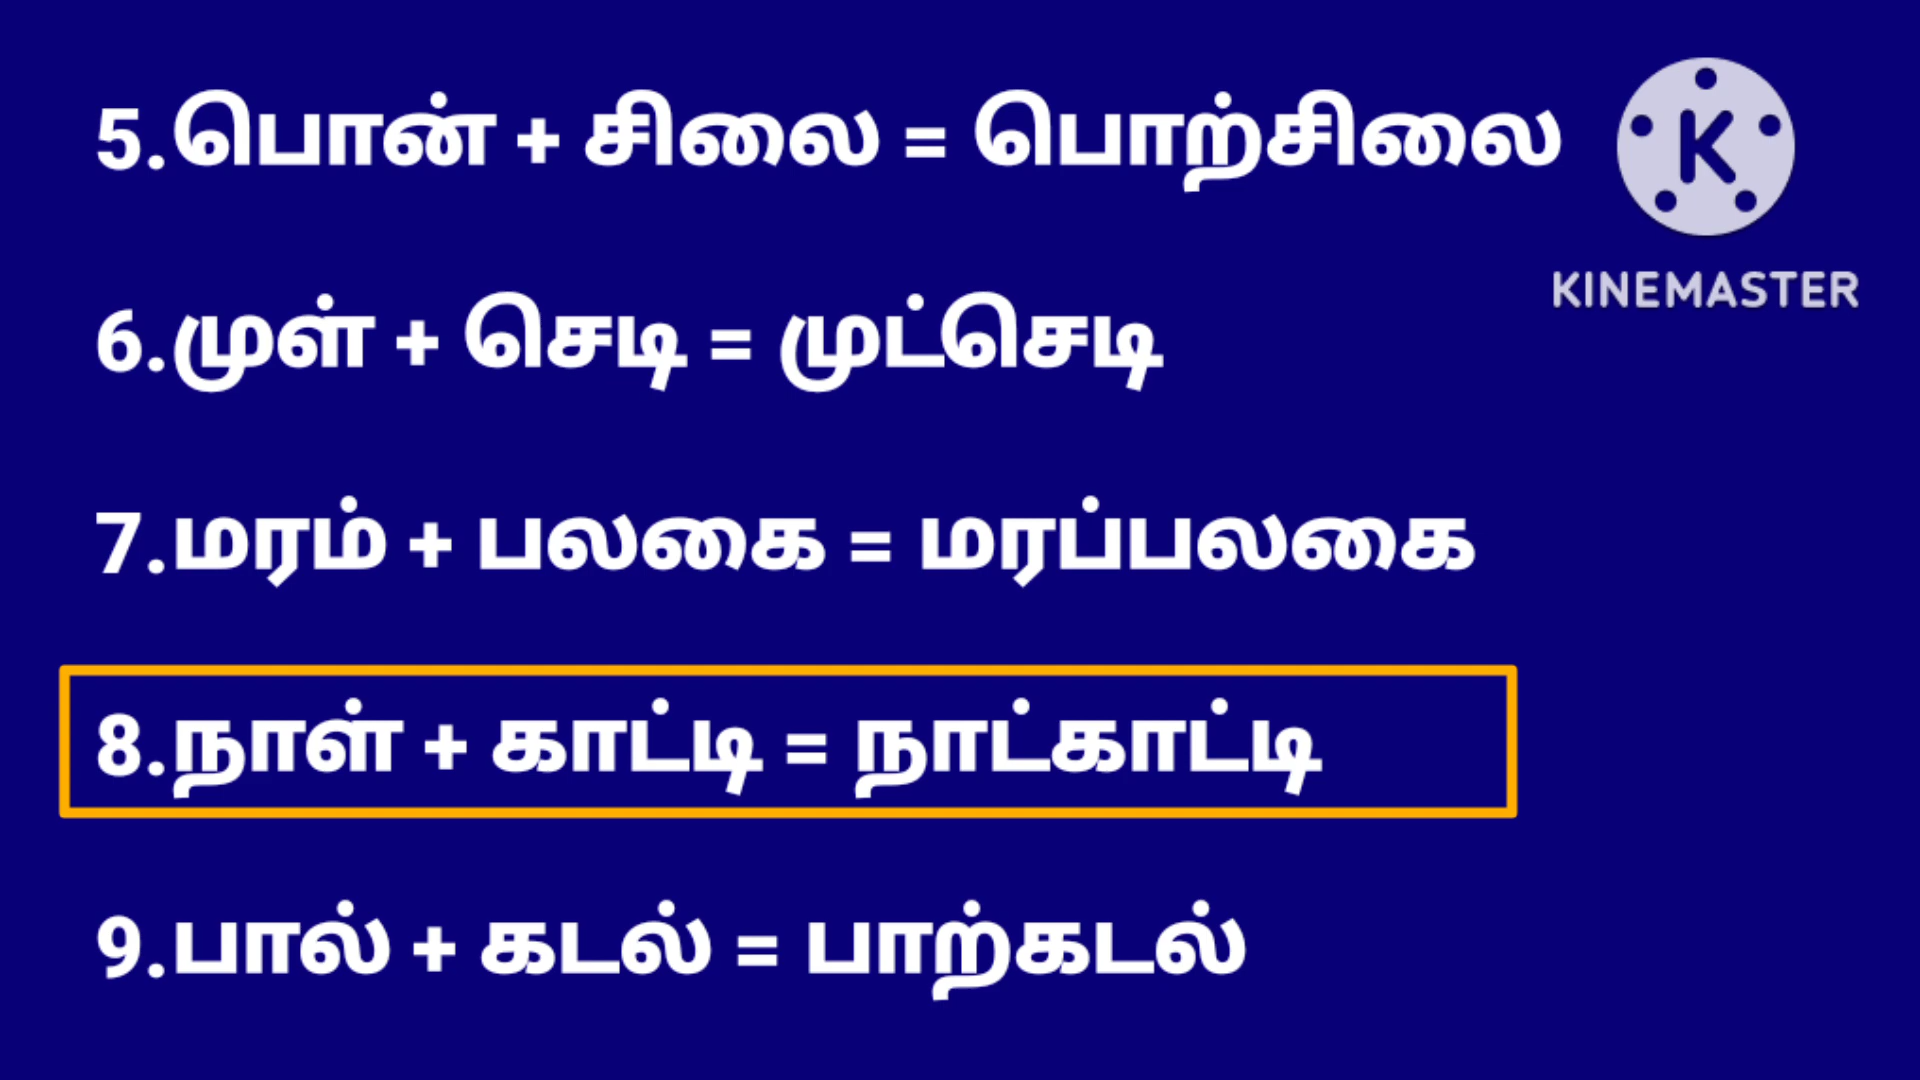 5.பொன் + சிலை = பொற்சிலை
KINEMASTER
6.முள் + செடி = முட்செடி
7.மரம் + பலகை = மரப்பலகை
8.நாள் + காட்டி = நாட்காட்டி
9.பால் + கடல் = பாற்கடல்